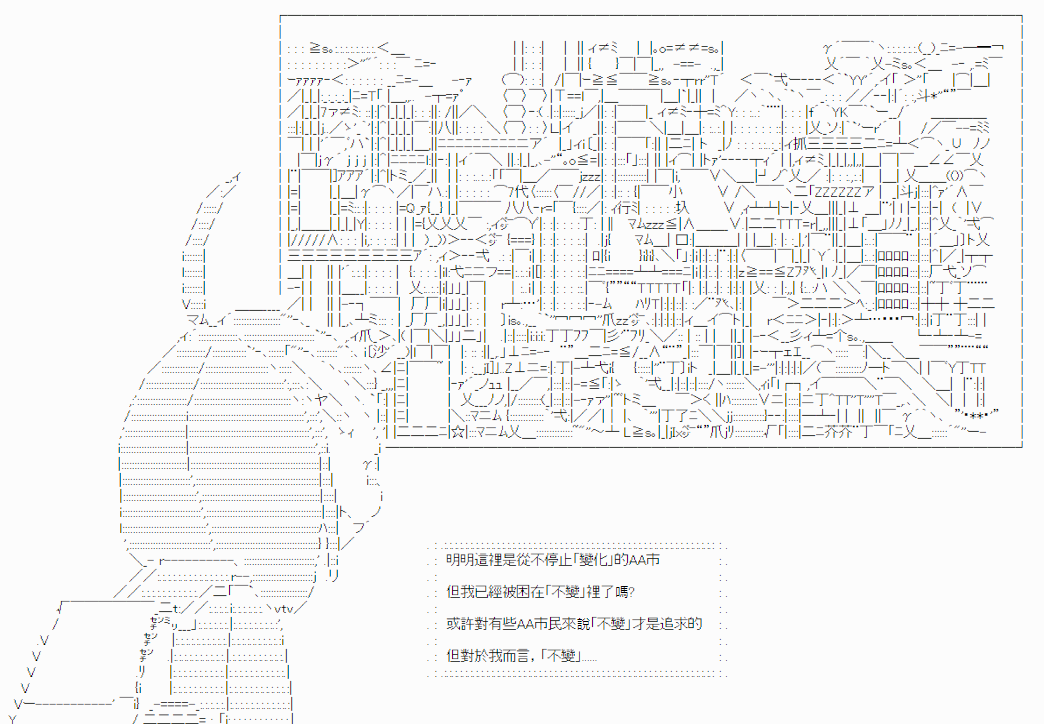 明明這裡是從不停止「變化」的AA市
但我已經被困在「不變」裡了嗎?
或許對有些AA市民來說「不變」才是追求的
但對於我而言，「不變」......